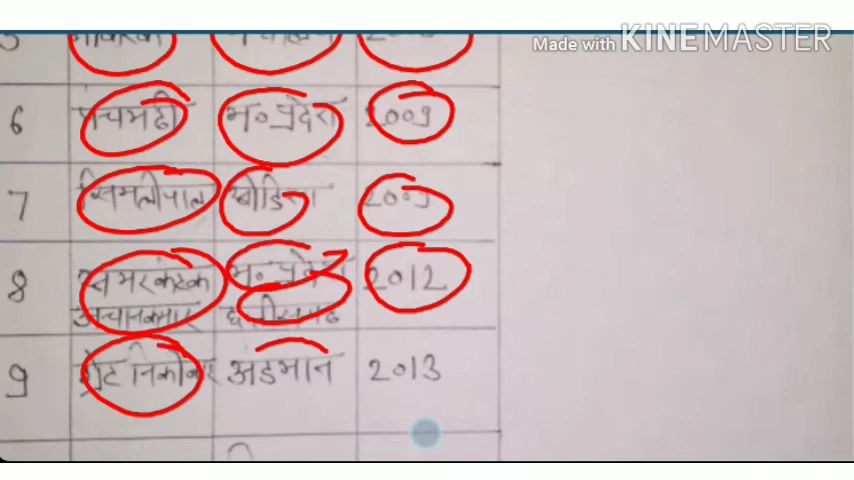 Made with KINEMASTER
6 पंचमढी म० प्रदेश 2009
7 सिमलीपाल ओडिसा 2009
8 अमरकंटक म० प्रदेश 2012
अचानकमार छत्तीसगढ
9 ग्रेट निकोबार अंडमान 2013